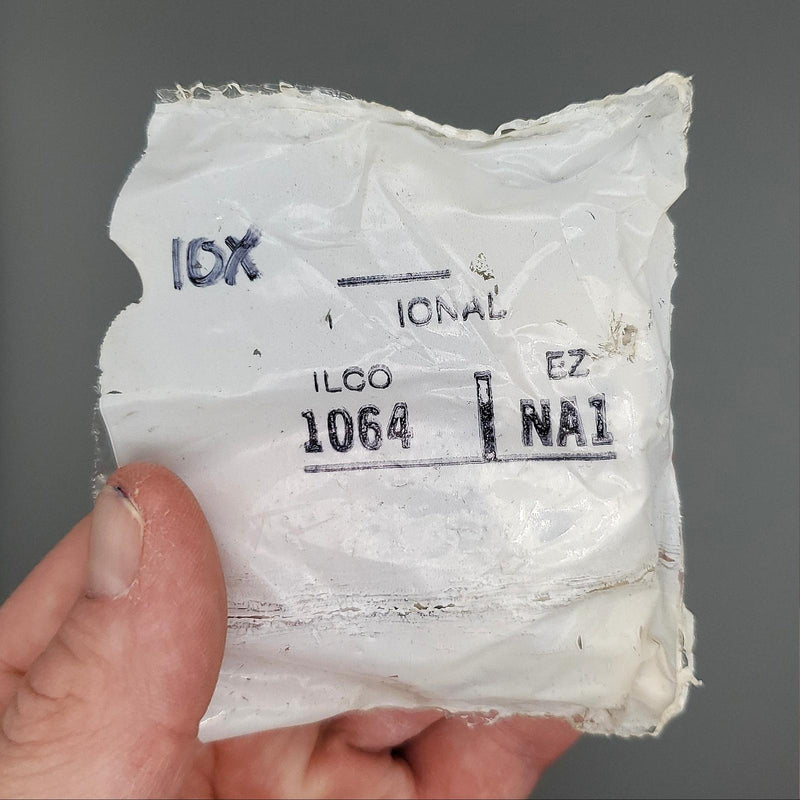 10X
IONAL
ILCO EZ
1064 | NA1